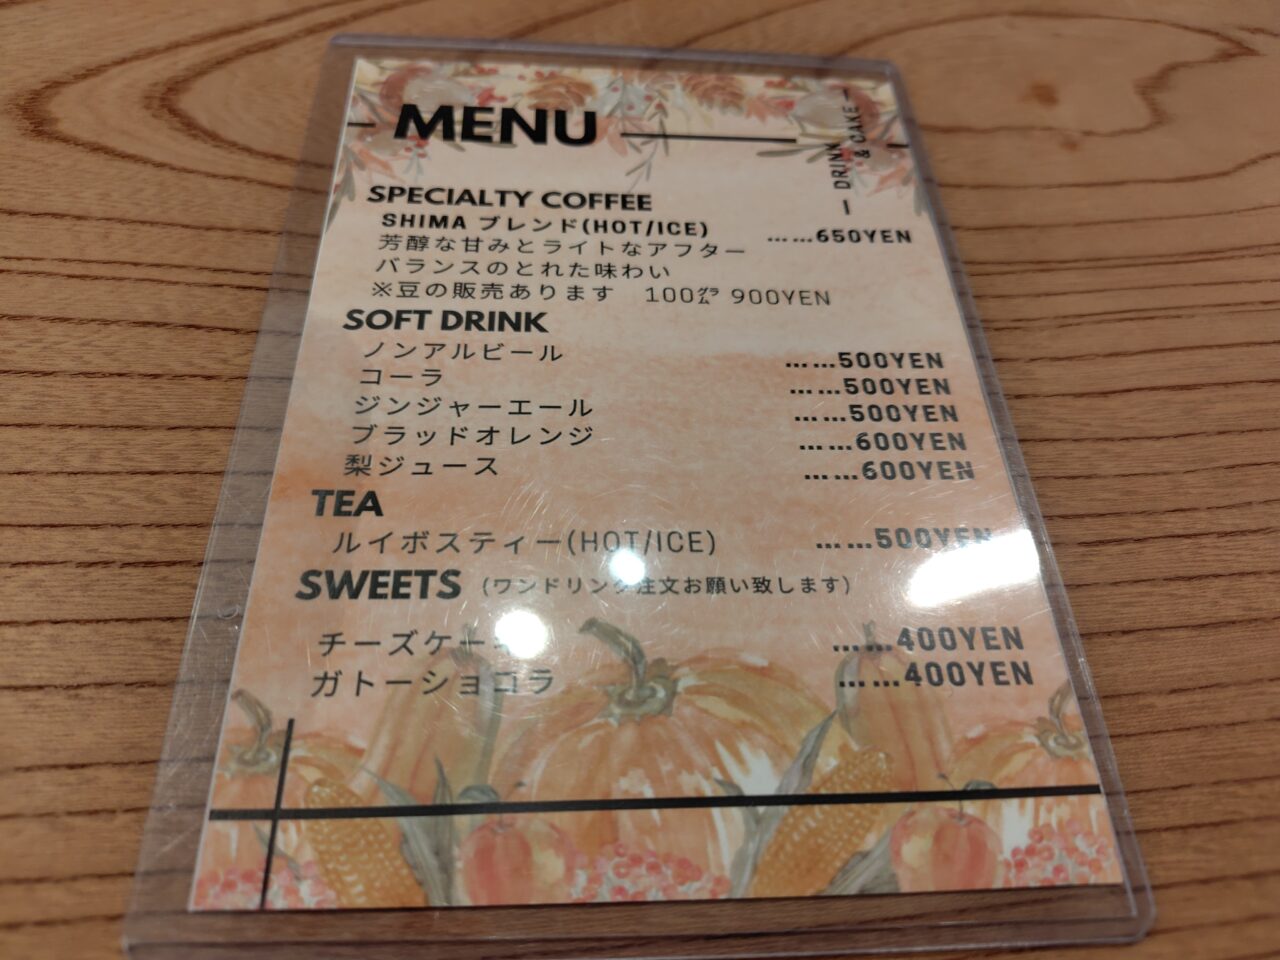 MENU
DRINK & CAKE
SPECIALTY COFFEE
SHIMA ブレンド(HOT/ICE) ……650YEN
芳醇な甘みとライトなアフター
バランスのとれた味わい
※豆の販売あります 100㌘ 900YEN
SOFT DRINK
ノンアルビール ……500YEN
コーラ ……500YEN
ジンジャーエール ……500YEN
ブラッドオレンジ ……600YEN
梨ジュース ……600YEN
TEA
ルイボスティー(HOT/ICE) ……500YEN
SWEETS (ワンドリンク注文お願い致します)
チーズケーキ ……400YEN
ガトーショコラ ……400YEN